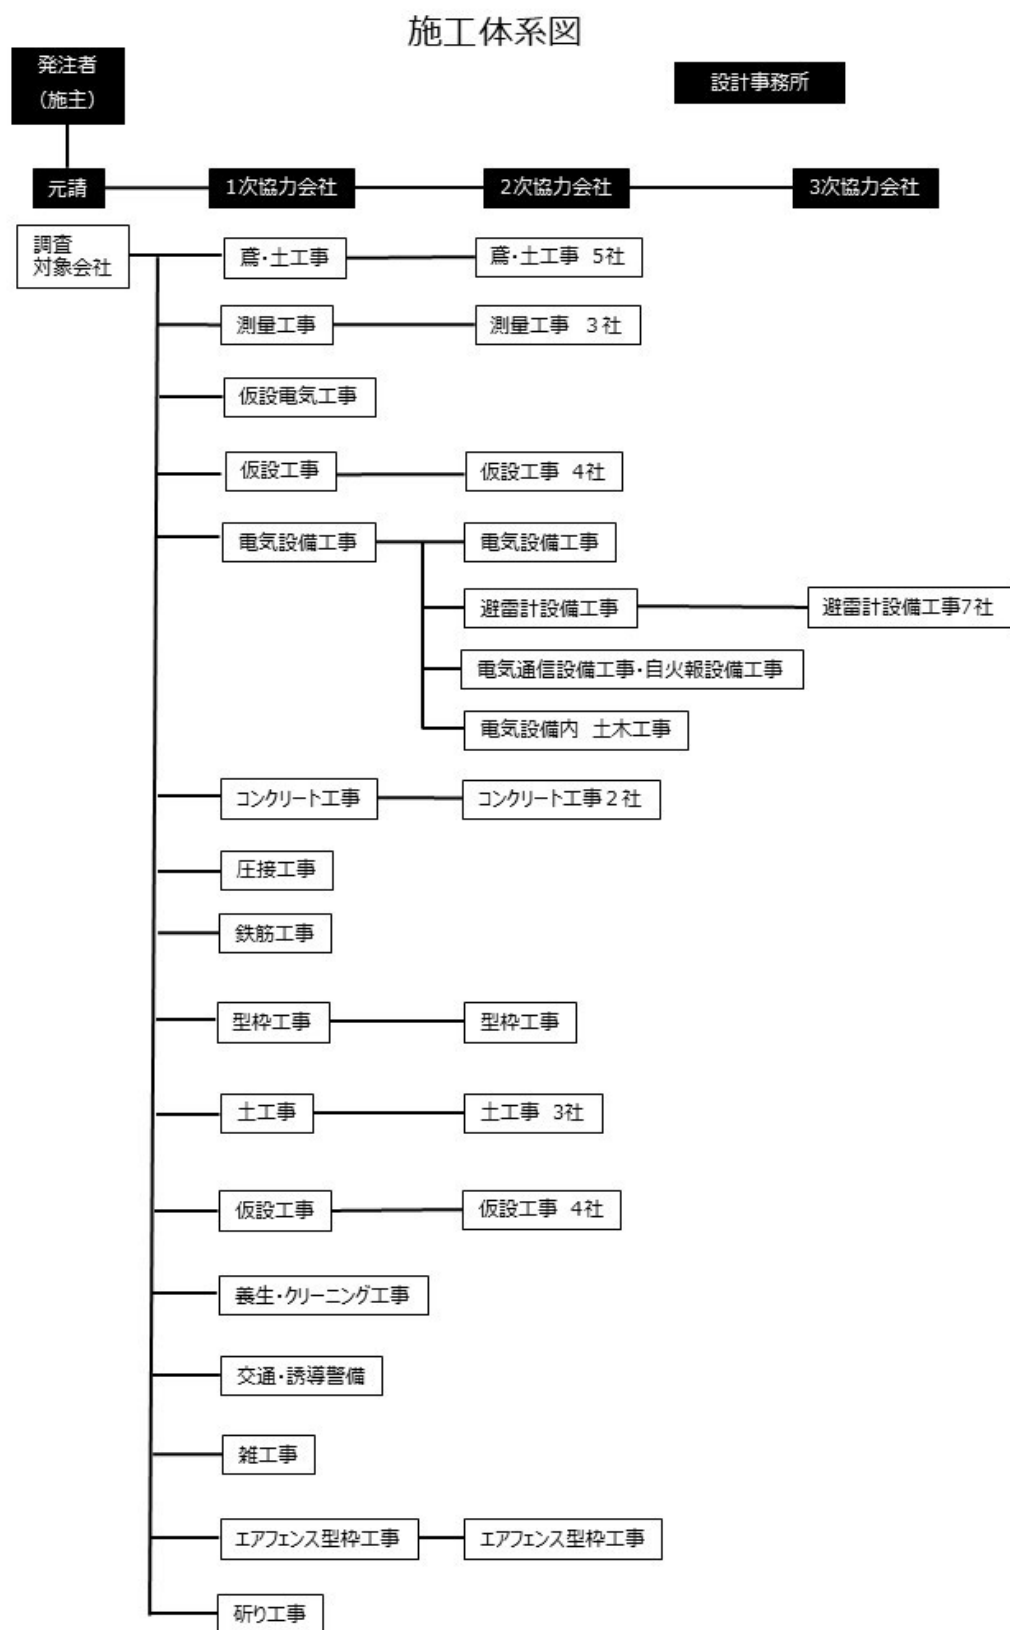 施工体系図
発注者
（施主）
設計事務所
元請
1次協力会社
2次協力会社
3次協力会社
調査
対象会社
鳶・土工事
鳶・土工事 5社
測量工事
測量工事 3社
仮設電気工事
仮設工事
仮設工事 4社
電気設備工事
電気設備工事
避雷計設備工事
避雷計設備工事7社
電気通信設備工事・自火報設備工事
電気設備内 土木工事
コンクリート工事
コンクリート工事2社
圧接工事
鉄筋工事
型枠工事
型枠工事
土工事
土工事 3社
仮設工事
仮設工事 4社
養生・クリーニング工事
交通・誘導警備
雑工事
エアフェンス型枠工事
エアフェンス型枠工事
斫り工事